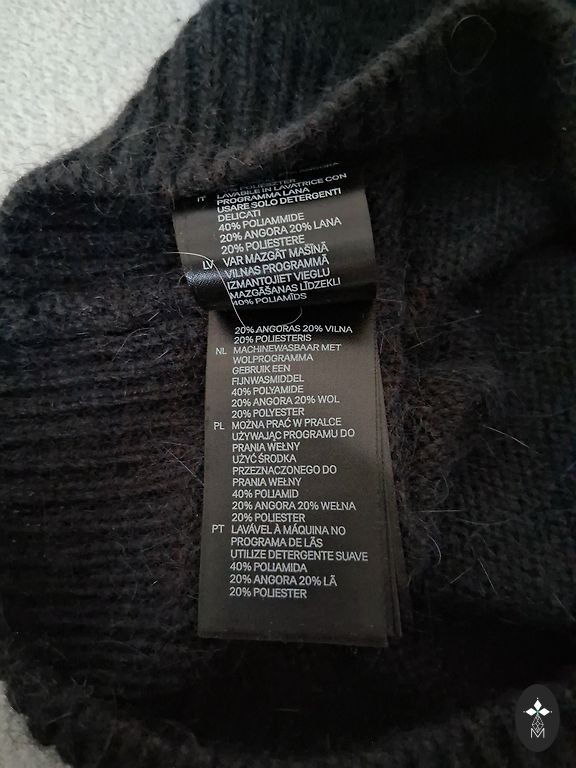 IT LAVABILE IN LAVATRICE CON
PROGRAMMA LANA
USARE SOLO DETERGENTI
DELICATI
40% POLIAMMIDE
20% ANGORA 20% LANA
20% POLIESTERE
LV VAR MAZGĀT MAŠĪNĀ
VILNAS PROGRAMMĀ
IZMANTOJIET VIEGLU
MAZGĀŠANAS LĪDZEKLI
40% POLIAMĪDS
20% ANGORAS 20% VILNA
20% POLIESTERIS
NL MACHINEWASBAAR MET
WOLPROGRAMMA
GEBRUIK EEN
FIJNWASMIDDEL
40% POLYAMIDE
20% ANGORA 20% WOL
20% POLYESTER
PL MOŻNA PRAĆ W PRALCE
UŻYWAJĄC PROGRAMU DO
PRANIA WEŁNY
UŻYĆ ŚRODKA
PRZEZNACZONEGO DO
PRANIA WEŁNY
40% POLIAMID
20% ANGORA 20% WEŁNA
20% POLIESTER
PT LAVÁVEL À MÁQUINA NO
PROGRAMA DE LÃS
UTILIZE DETERGENTE SUAVE
40% POLIAMIDA
20% ANGORA 20% LÃ
20% POLIESTER